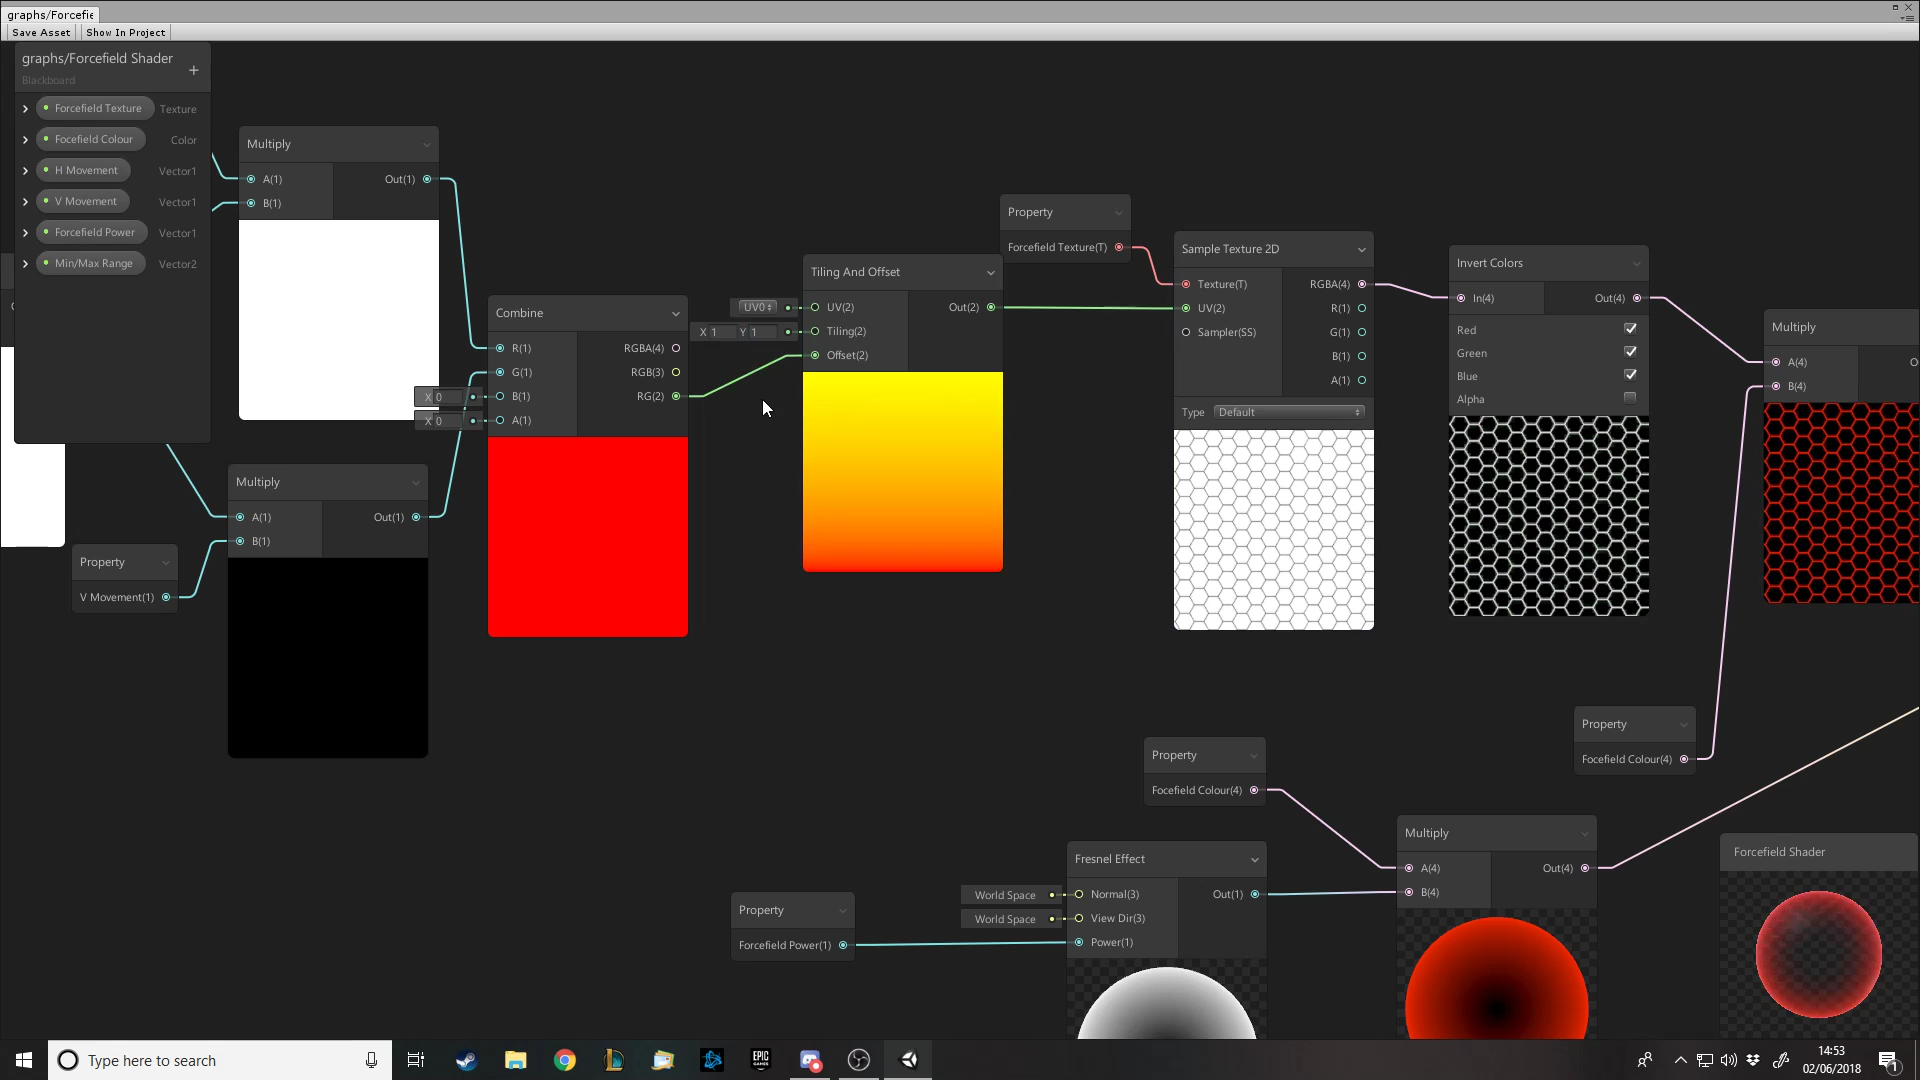 graphs/Forcefie
Save Asset
Show In Project
graphs/Forcefield Shader
Blackboard
Forcefield Texture Texture
Focefield Colour Color
H Movement Vector1
V Movement Vector1
Forcefield Power Vector1
Min/Max Range Vector2
Multiply
A(1) Out(1)
B(1)
Multiply
A(1) Out(1)
B(1)
Property
V Movement(1)
Combine
R(1) RGBA(4)
G(1) RGB(3)
X 0 B(1) RG(2)
X 0 A(1)
Tiling And Offset
UV0 UV(2) Out(2)
X 1 Y 1 Tiling(2)
Offset(2)
Property
Forcefield Texture(T)
Sample Texture 2D
Texture(T) RGBA(4)
UV(2) R(1)
Sampler(SS) G(1)
B(1)
A(1)
Type Default
Invert Colors
In(4) Out(4)
Red
Green
Blue
Alpha
Multiply
A(4) O
B(4)
Property
Focefield Colour(4)
Property
Focefield Colour(4)
Multiply
A(4) Out(4)
B(4)
Fresnel Effect
World Space Normal(3) Out(1)
World Space View Dir(3)
Power(1)
Property
Forcefield Power(1)
Forcefield Shader
Type here to search
EPIC
GAMES
14:53
02/06/2018
1